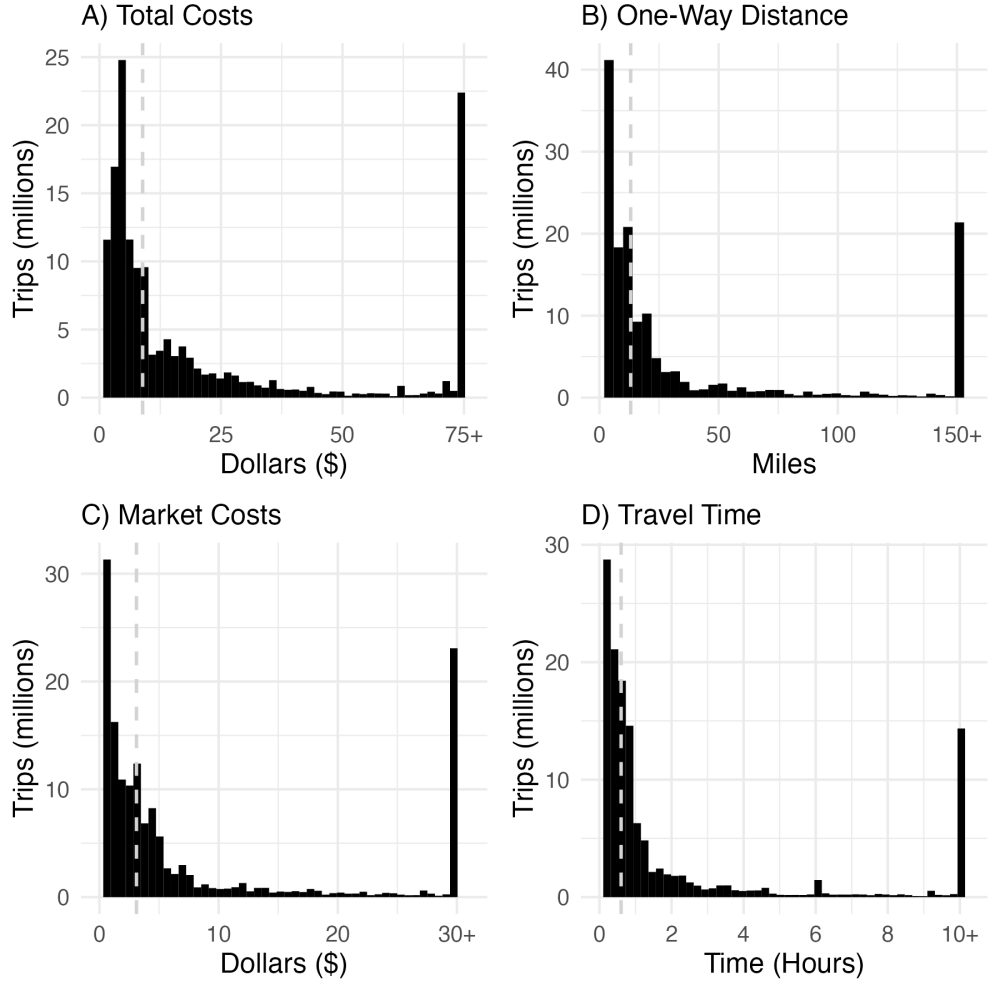 A) Total Costs
Trips (millions)
25
20
15
10
5
0
0 25 50 75+
Dollars ($)
B) One-Way Distance
Trips (millions)
40
30
20
10
0
0 50 100 150+
Miles
C) Market Costs
Trips (millions)
30
20
10
0
0 10 20 30+
Dollars ($)
D) Travel Time
Trips (millions)
30
20
10
0
0 2 4 6 8 10+
Time (Hours)